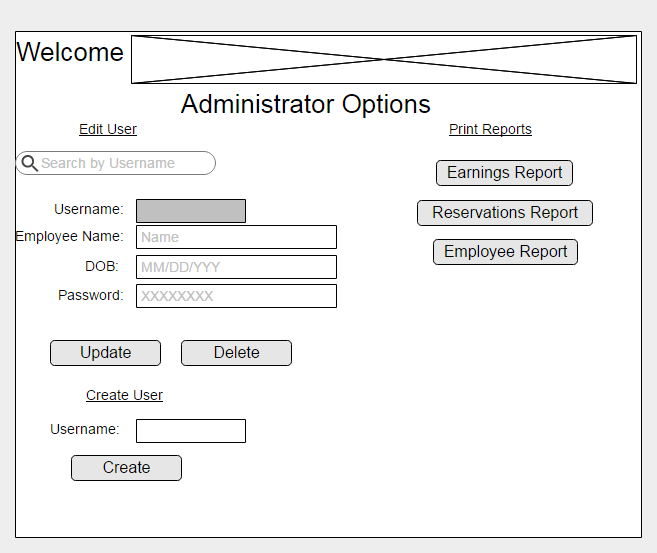 Welcome
Administrator Options
Edit User
Search by Username
Username:
Employee Name: Name
DOB: MM/DD/YYY
Password: XXXXXXXX
Update Delete
Create User
Username:
Create
Print Reports
Earnings Report
Reservations Report
Employee Report